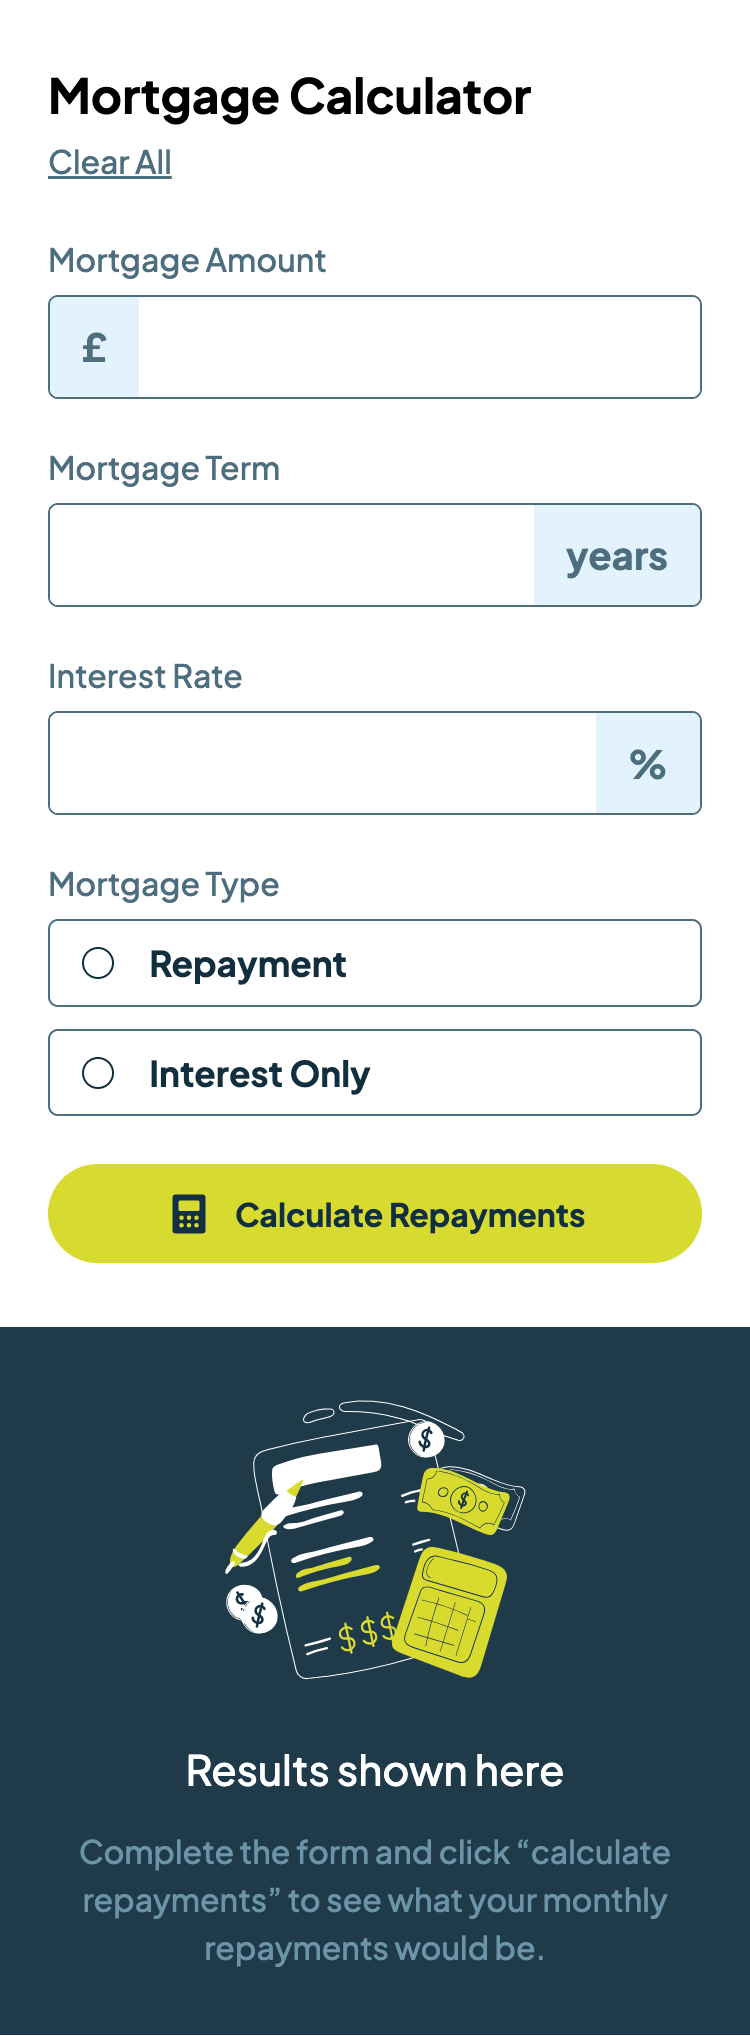 Mortgage Calculator
Clear All
Mortgage Amount
£
Mortgage Term
years
Interest Rate
%
Mortgage Type
Repayment
Interest Only
Calculate Repayments
$
$
$
$
$$$
Results shown here
Complete the form and click “calculate
repayments” to see what your monthly
repayments would be.